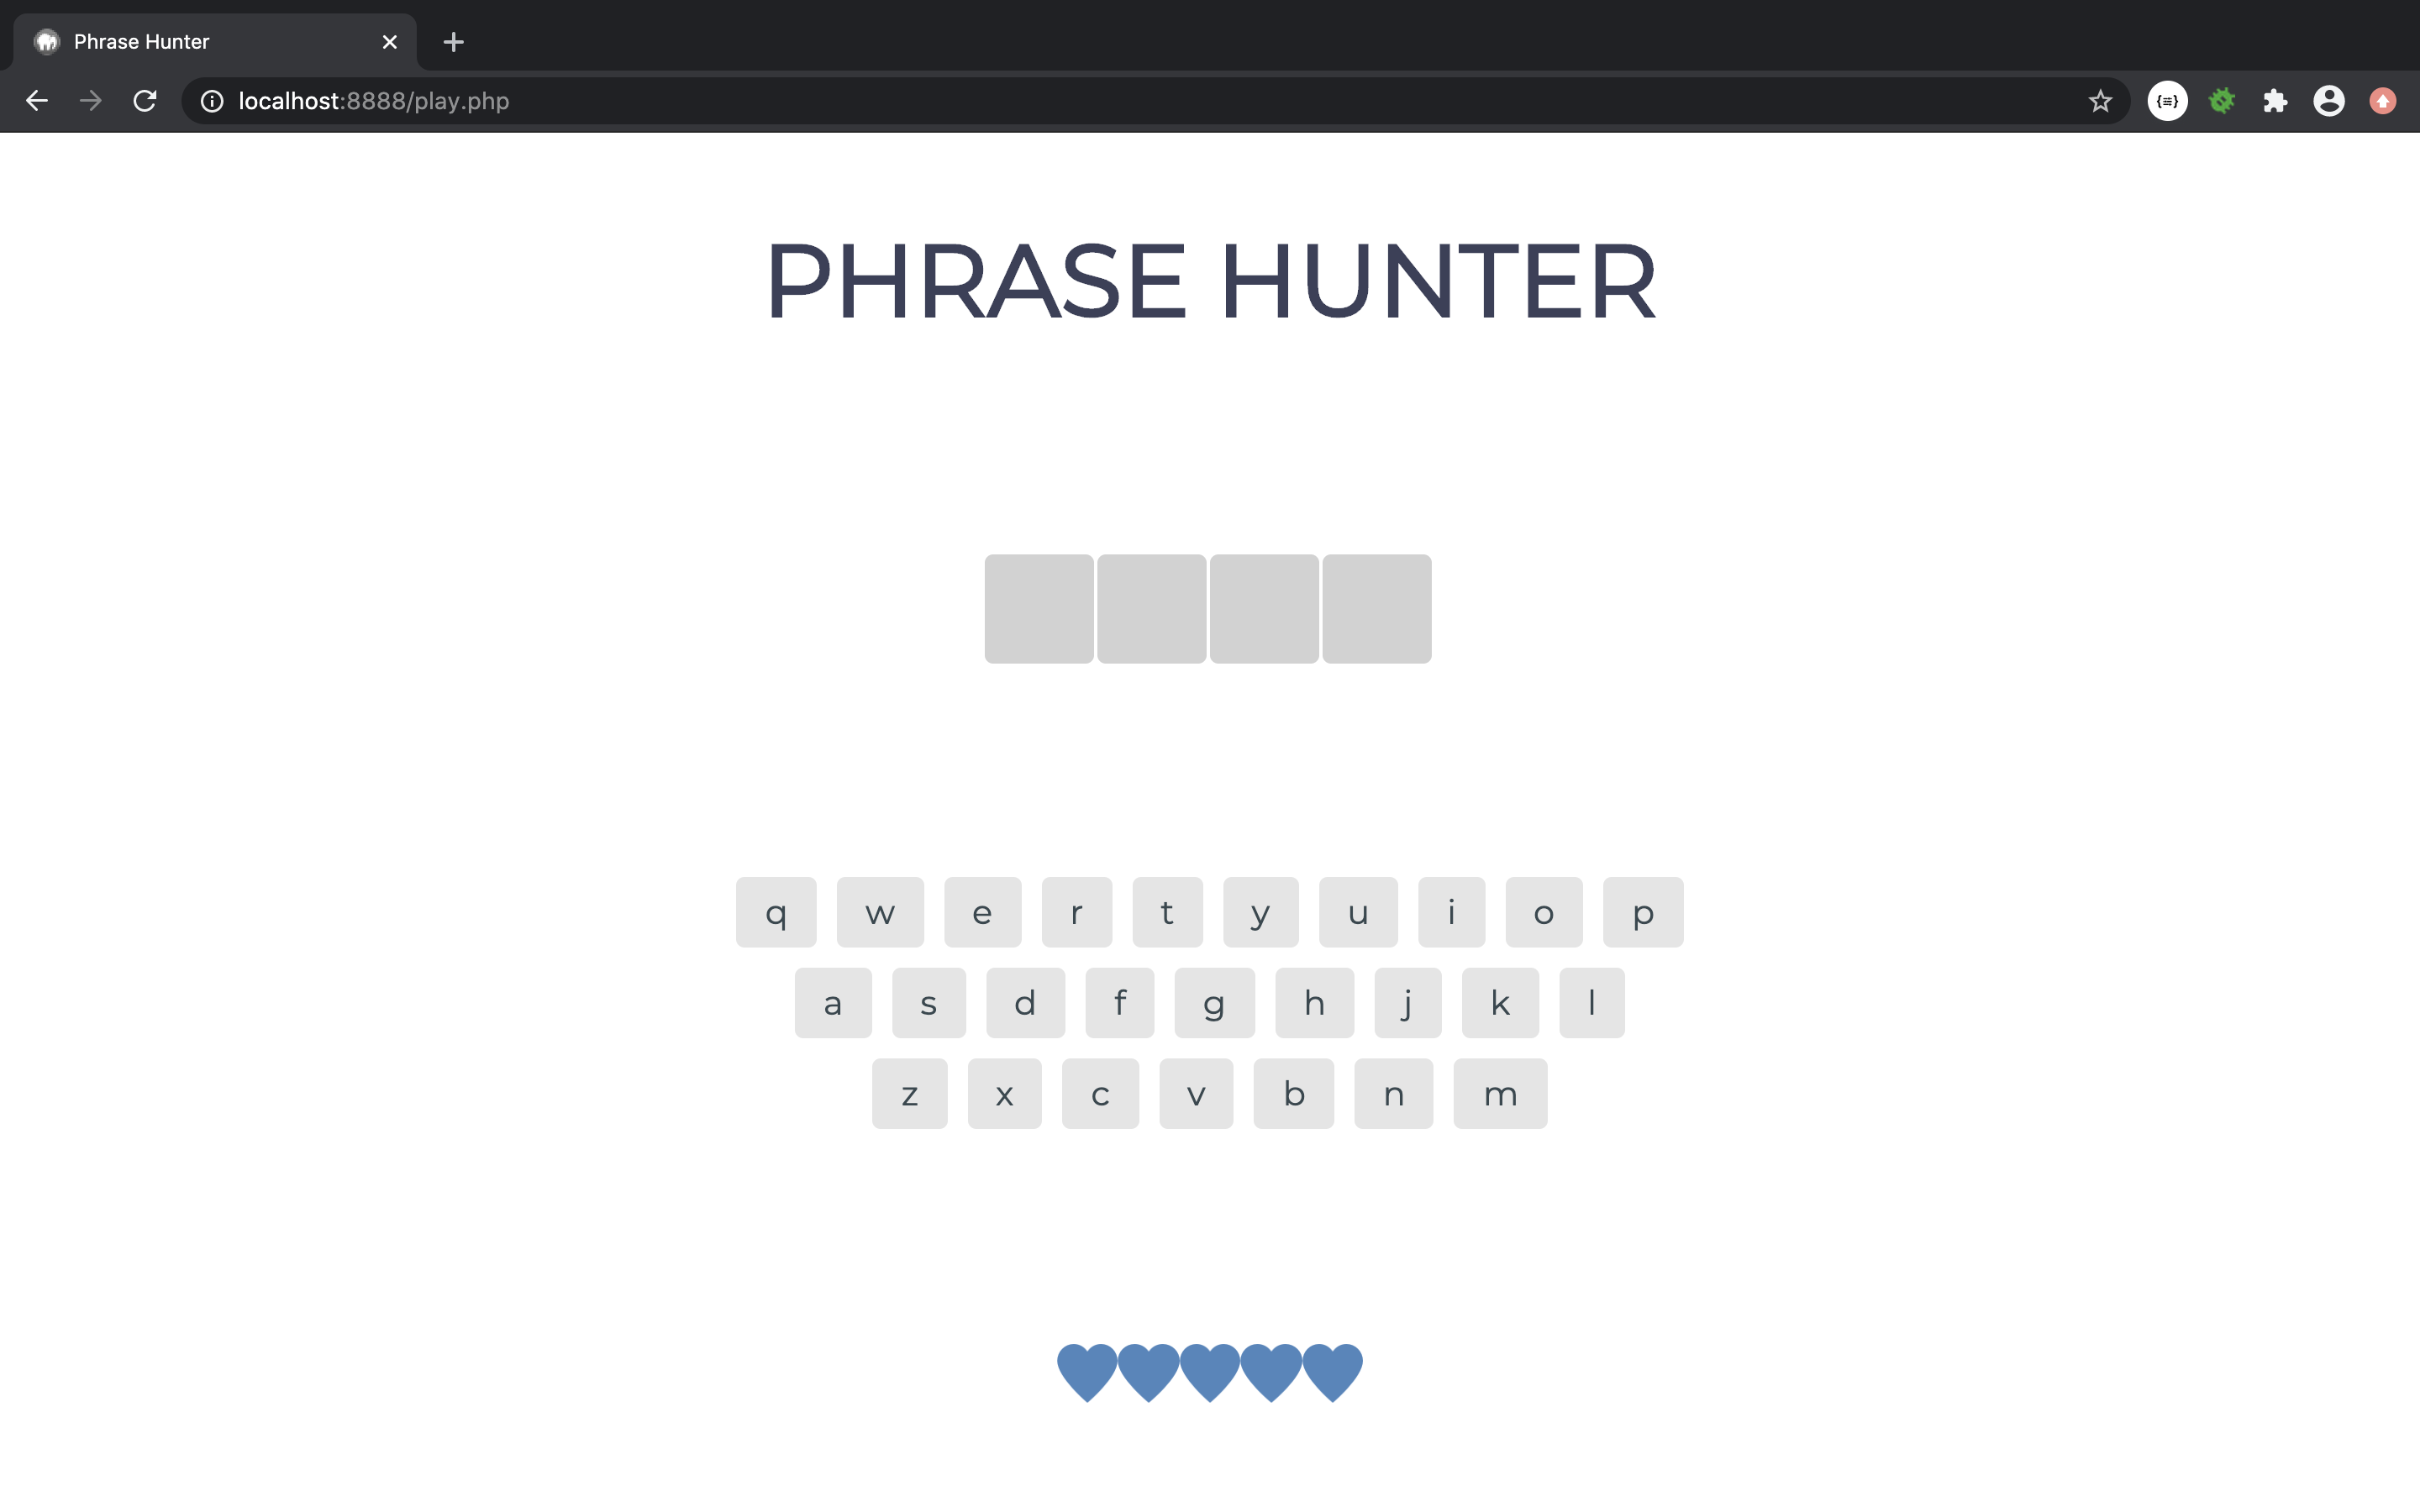 Phrase Hunter
localhost:8888/play.php
PHRASE HUNTER
q w e r t y u i o p
a s d f g h j k l
z x c v b n m